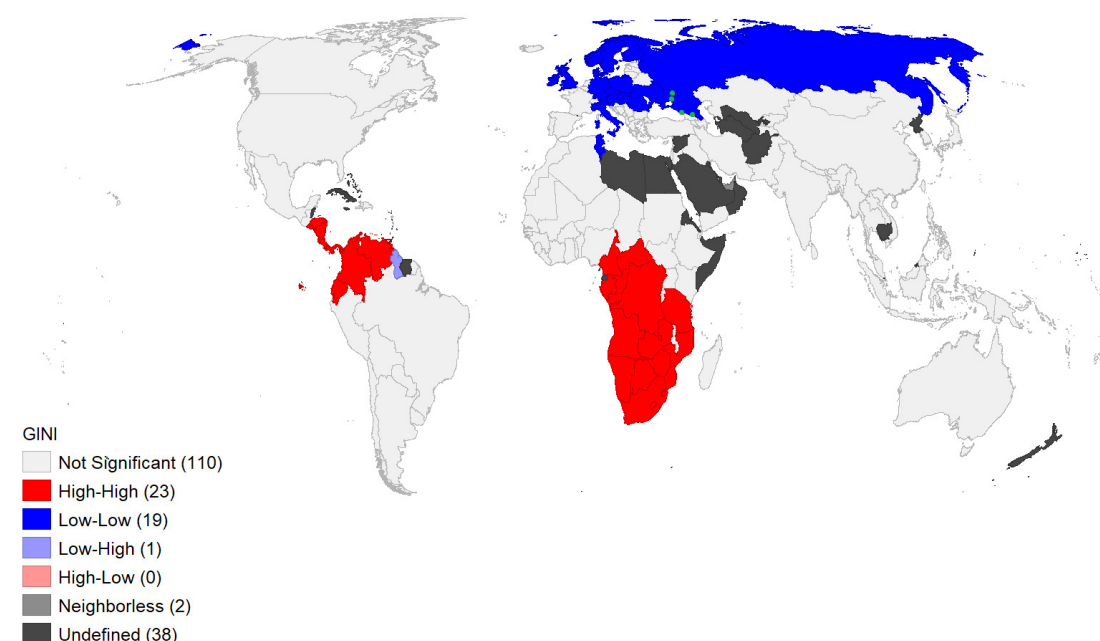 GINI
Not Significant (110)
High-High (23)
Low-Low (19)
Low-High (1)
High-Low (0)
Neighborless (2)
Undefined (38)